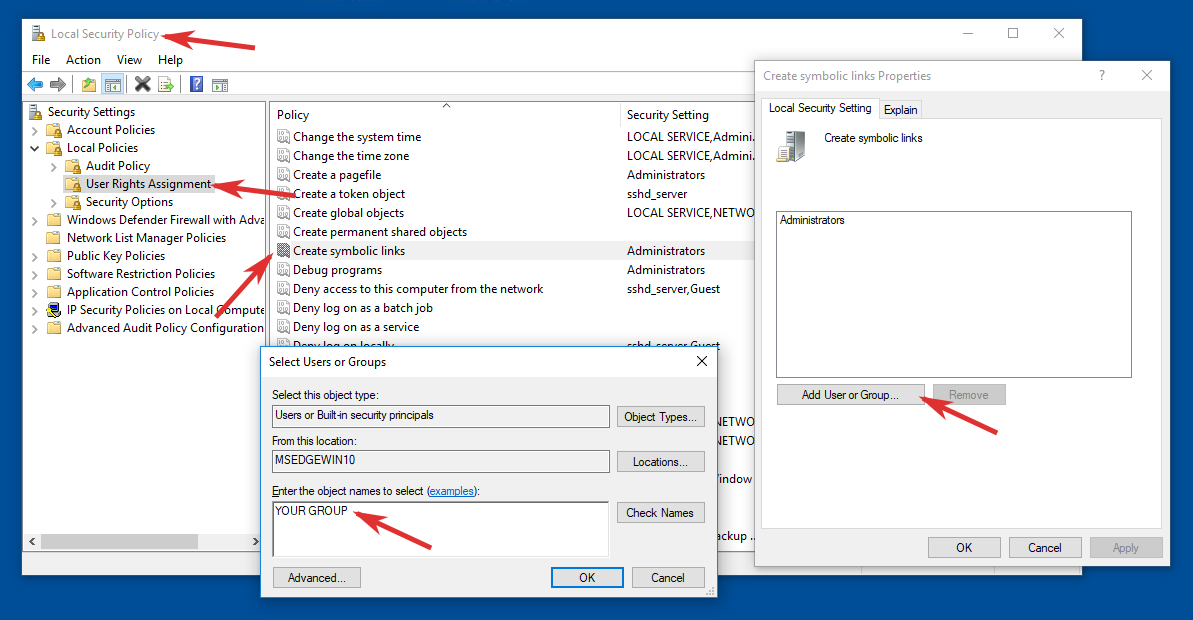 Local Security Policy
File Action View Help
Security Settings
Account Policies
Local Policies
Audit Policy
User Rights Assignment
Security Options
Windows Defender Firewall with Adva
Network List Manager Policies
Public Key Policies
Software Restriction Policies
Application Control Policies
IP Security Policies on Local Compute
Advanced Audit Policy Configuration
Policy Security Setting
Change the system time LOCAL SERVICE,Admini...
Change the time zone LOCAL SERVICE,Admini...
Create a pagefile Administrators
Create a token object sshd_server
Create global objects LOCAL SERVICE,NETWO
Create permanent shared objects
Create symbolic links Administrators
Debug programs Administrators
Deny access to this computer from the network sshd_server,Guest
Deny log on as a batch job
Deny log on as a service
Deny log on locally sshd_server,Guest
NETWO
NETWO
Window
ackup ...
Select Users or Groups
Select this object type:
Users or Built-in security principals Object Types...
From this location:
MSEDGEWIN10 Locations...
Enter the object names to select (examples):
YOUR GROUP Check Names
Advanced... OK Cancel
Create symbolic links Properties ?
Local Security Setting Explain
Create symbolic links
Administrators
Add User or Group... Remove
OK Cancel Apply